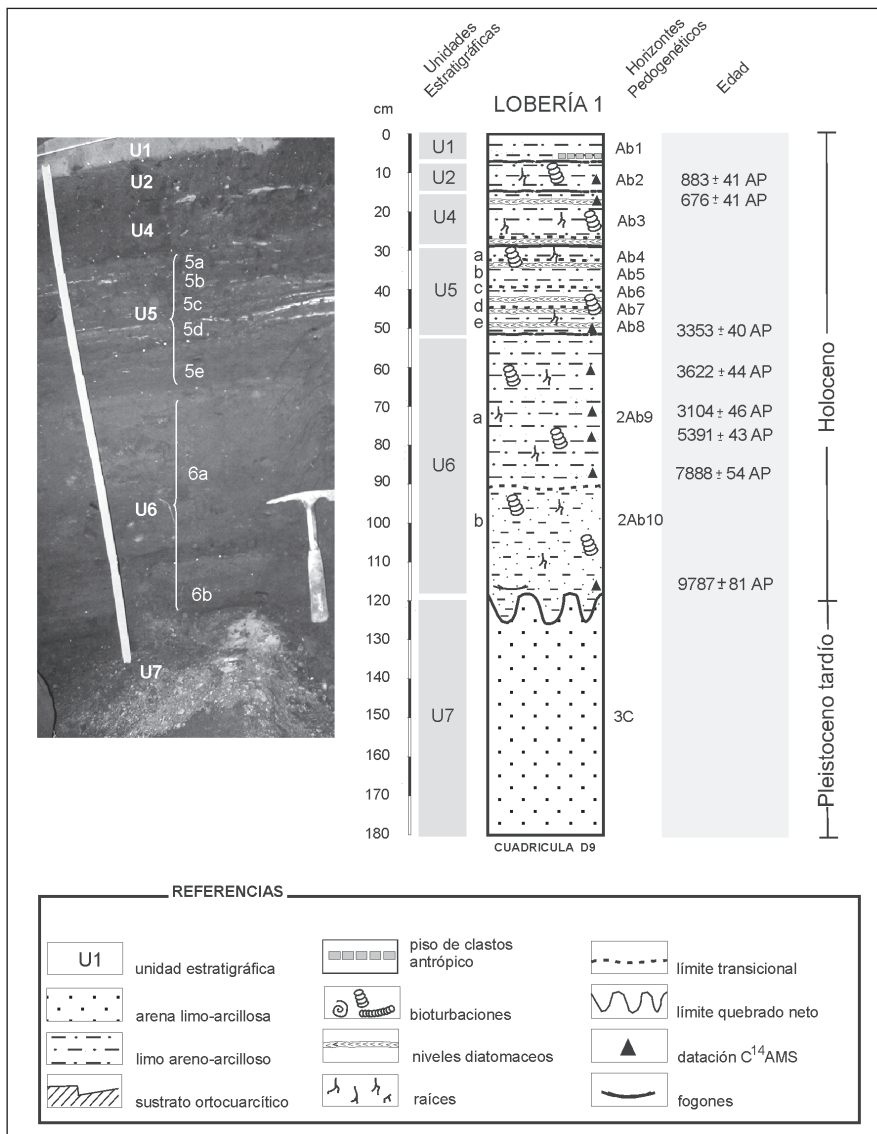 Unidades
Estratigráficas
Horizontes
Pedogenéticos
Edad
LOBERÍA 1
cm
0
10
20
30
40
50
60
70
80
90
100
110
120
130
140
150
160
170
180
U1
U2
U4
5a
5b
5c
U5
5d
5e
6a
U6
6b
U7
U1
U2
U4
U5
U6
U7
a
b
c
d
e
a
b
Ab1
Ab2
Ab3
Ab4
Ab5
Ab6
Ab7
Ab8
2Ab9
2Ab10
3C
883 ± 41 AP
676 ± 41 AP
3353 ± 40 AP
3622 ± 44 AP
3104 ± 46 AP
5391 ± 43 AP
7888 ± 54 AP
9787 ± 81 AP
Holoceno
Pleistoceno tardío
CUADRICULA D9
REFERENCIAS
U1 unidad estratigráfica
arena limo-arcillosa
limo areno-arcilloso
sustrato ortocuarcítico
piso de clastos
antrópico
bioturbaciones
niveles diatomaceos
raíces
límite transicional
límite quebrado neto
datación C14AMS
fogones